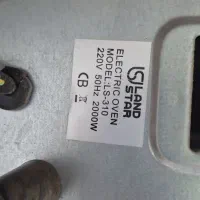 LAND
STAR
ELECTRIC OVEN
MODEL:LS-310
220V 50Hz 2000W
CB